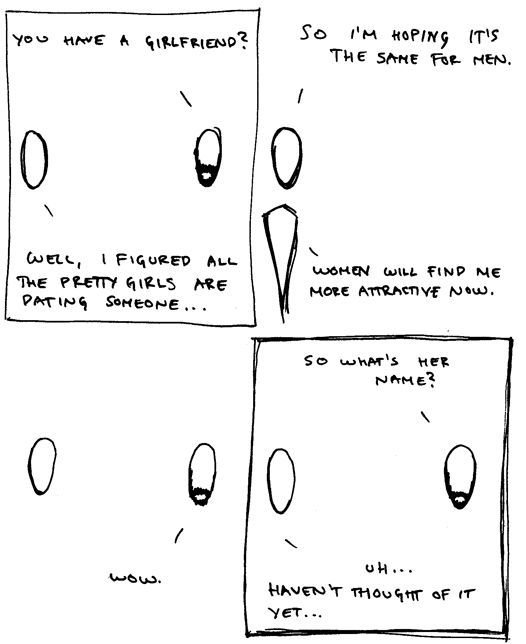 YOU HAVE A GIRLFRIEND?
WELL, I FIGURED ALL
THE PRETTY GIRLS ARE
DATING SOMEONE...
SO I'M HOPING IT'S
THE SAME FOR MEN.
WOMEN WILL FIND ME
MORE ATTRACTIVE NOW.
WOW.
SO WHAT'S HER
NAME?
UH...
HAVEN'T THOUGHT OF IT
YET...